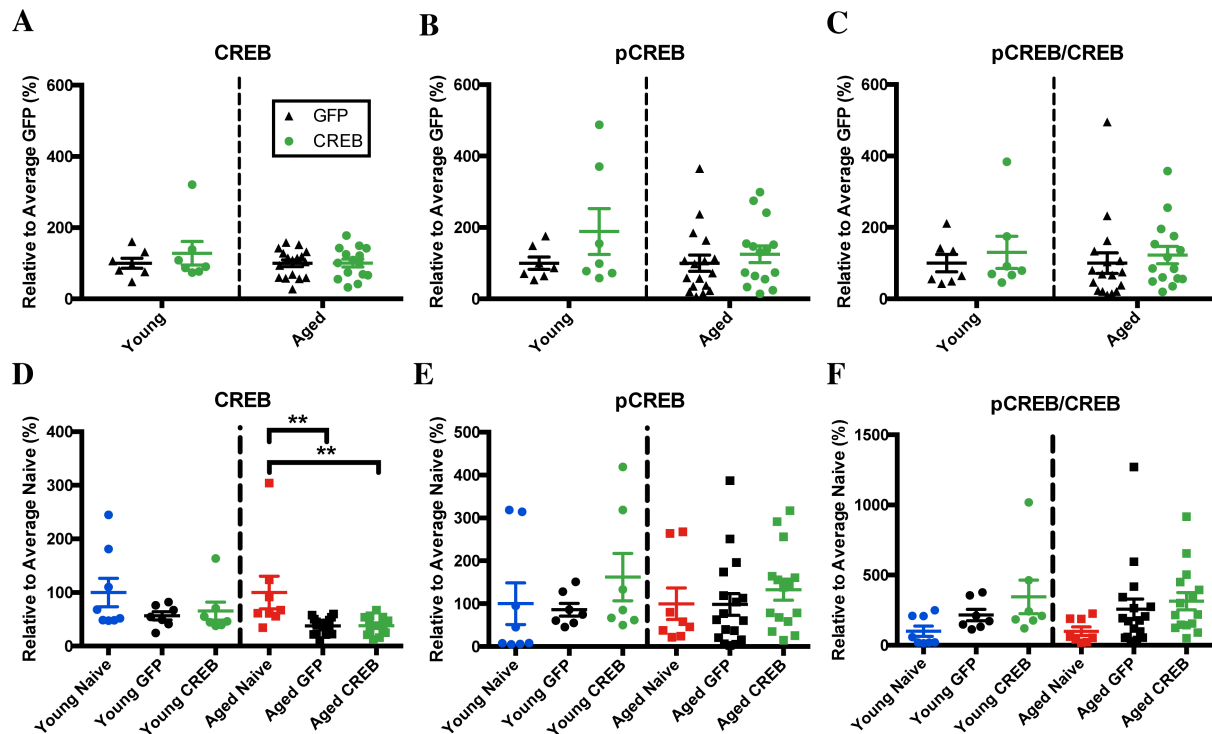 A
CREB
Relative to Average GFP (%)
600
400
200
0
GFP
CREB
Young
Aged
B
pCREB
Relative to Average GFP (%)
600
400
200
0
Young
Aged
C
pCREB/CREB
Relative to Average GFP (%)
600
400
200
0
Young
Aged
D
CREB
Relative to Average Naive (%)
400
300
200
100
0
**
**
Young Naive
Young GFP
Young CREB
Aged Naive
Aged GFP
Aged CREB
E
pCREB
Relative to Average Naive (%)
500
400
300
200
100
0
Young Naive
Young GFP
Young CREB
Aged Naive
Aged GFP
Aged CREB
F
pCREB/CREB
Relative to Average Naive (%)
1500
1000
500
0
Young Naive
Young GFP
Young CREB
Aged Naive
Aged GFP
Aged CREB